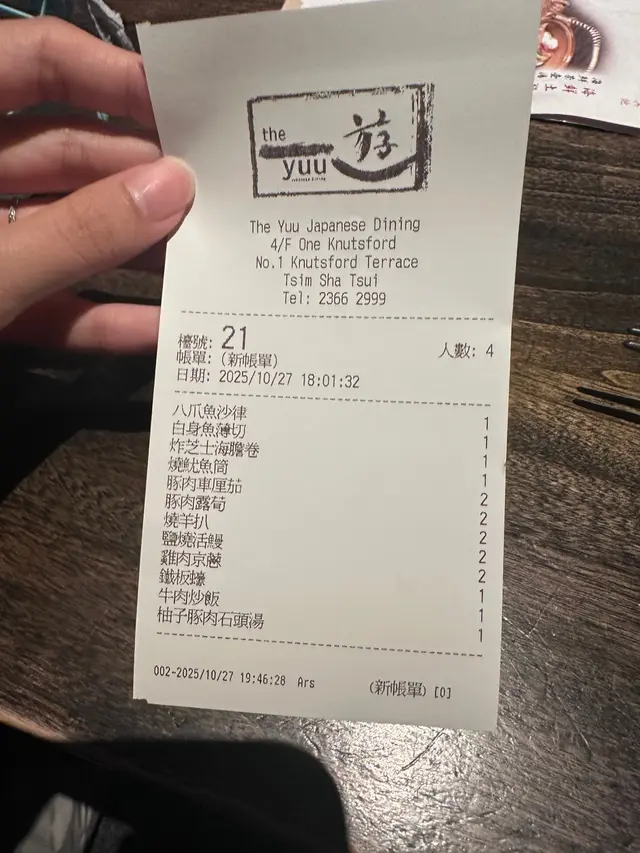 the
yuu
游
The Yuu Japanese Dining
4/F One Knutsford
No.1 Knutsford Terrace
Tsim Sha Tsui
Tel: 2366 2999
檯號: 21 人數: 4
帳單: (新帳單)
日期: 2025/10/27 18:01:32
八爪魚沙律 1
白身魚薄切 1
炸芝士海膽卷 1
燒魷魚筒 1
豚肉車厘茄 2
豚肉露荀 2
燒羊扒 2
鹽燒活鰻 2
雞肉京蔥 2
鐵板蠔 1
牛肉炒飯 1
柚子豚肉石頭湯 1
002-2025/10/27 19:46:28 Ars (新帳單) [0]